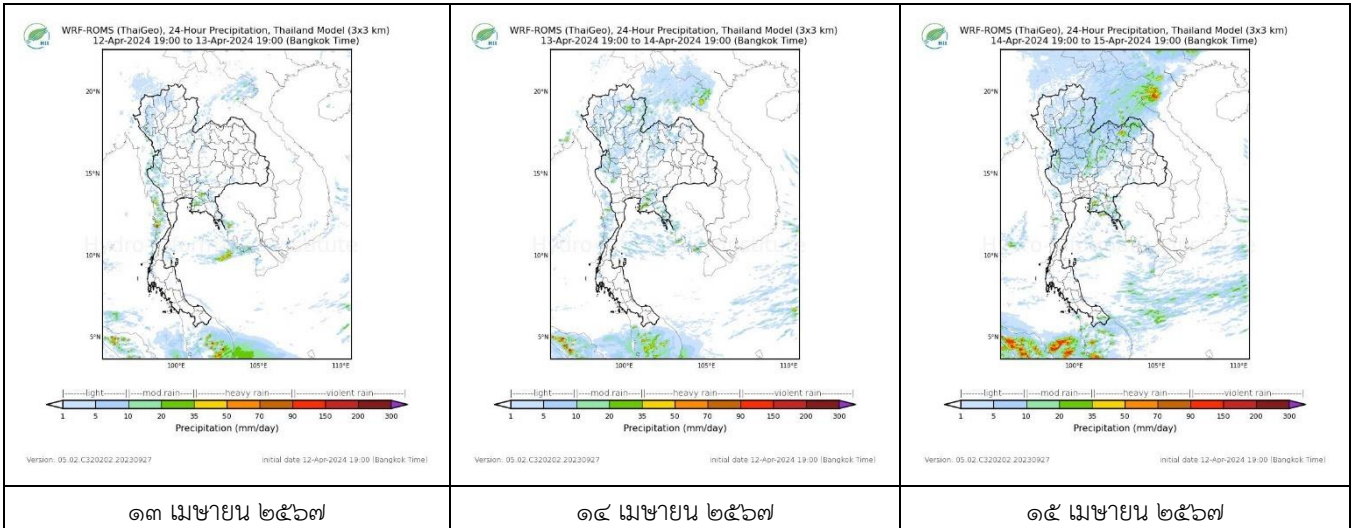 WRF-ROMS (ThaiGeo), 24-Hour Precipitation, Thailand Model (3x3 km)
12-Apr-2024 19:00 to 13-Apr-2024 19:00 (Bangkok Time)
20°N
15°N
10°N
5°N
100°E
105°E
110°E
light
mod rain
heavy rain
violent rain
1 5 10 20 35 50 70 90 150 200 300
Precipitation (mm/day)
Version: 05.02.C320202.20230927
initial date 12-Apr-2024 19:00 (Bangkok Time)
๑๓ เมษายน ๒๕๖๗
WRF-ROMS (ThaiGeo), 24-Hour Precipitation, Thailand Model (3x3 km)
13-Apr-2024 19:00 to 14-Apr-2024 19:00 (Bangkok Time)
20°N
15°N
10°N
5°N
100°E
105°E
110°E
light
mod rain
heavy rain
violent rain
1 5 10 20 35 50 70 90 150 200 300
Precipitation (mm/day)
Version: 05.02.C320202.20230927
initial date 12-Apr-2024 19:00 (Bangkok Time)
๑๔ เมษายน ๒๕๖๗
WRF-ROMS (ThaiGeo), 24-Hour Precipitation, Thailand Model (3x3 km)
14-Apr-2024 19:00 to 15-Apr-2024 19:00 (Bangkok Time)
20°N
15°N
10°N
5°N
100°E
105°E
110°E
light
mod rain
heavy rain
violent rain
1 5 10 20 35 50 70 90 150 200 300
Precipitation (mm/day)
Version: 05.02.C320202.20230927
initial date 12-Apr-2024 19:00 (Bangkok Time)
๑๕ เมษายน ๒๕๖๗